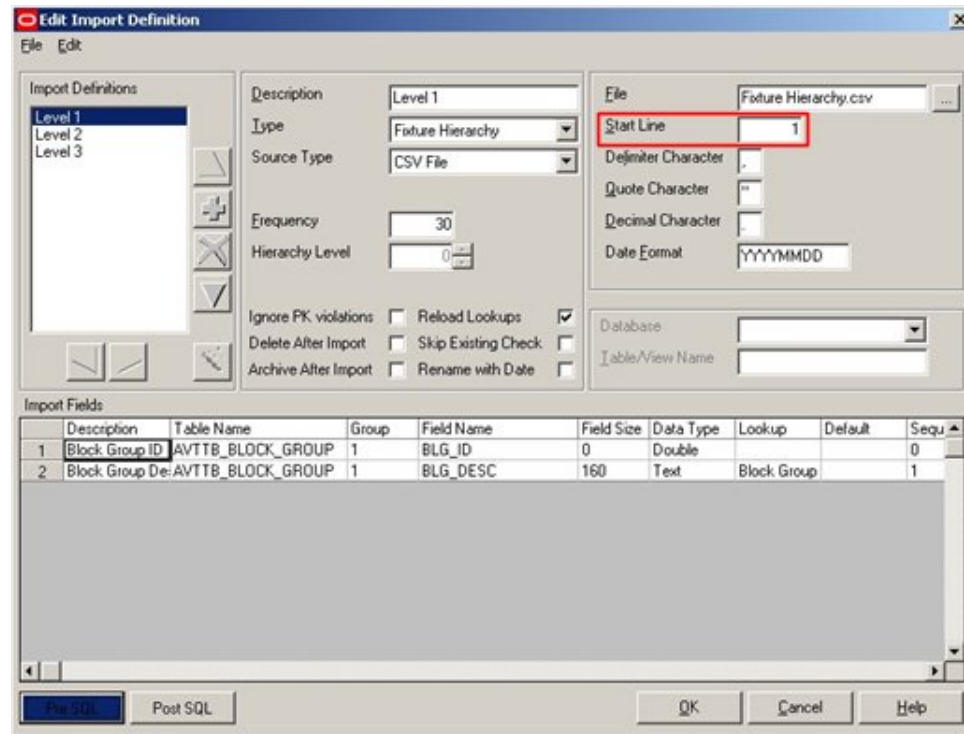 Edit Import Definition
File Edit
Import Definitions
Level 1
Level 2
Level 3
Description Level 1
Type Fixture Hierarchy
Source Type CSV File
Frequency 30
Hierarchy Level 0
Ignore PK violations Reload Lookups
Delete After Import Skip Existing Check
Archive After Import Rename with Date
File Fixture Hierarchy.csv ...
Start Line 1
Delimiter Character ,
Quote Character "
Decimal Character .
Date Format YYYYMMDD
Database
Table/View Name
Import Fields
Description Table Name Group Field Name Field Size Data Type Lookup Default Sequ
1 Block Group ID AVTTB_BLOCK_GROUP 1 BLG_ID 0 Double 0
2 Block Group De: AVTTB_BLOCK_GROUP 1 BLG_DESC 160 Text Block Group 1
Pre SQL Post SQL OK Cancel Help